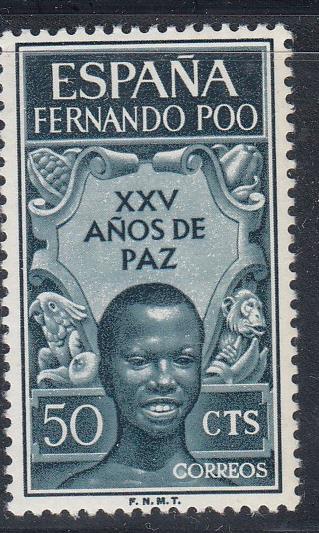 ESPAÑA
FERNANDO POO
XXV
AÑOS DE
PAZ
50 CTS
CORREOS
F.N.M.T.